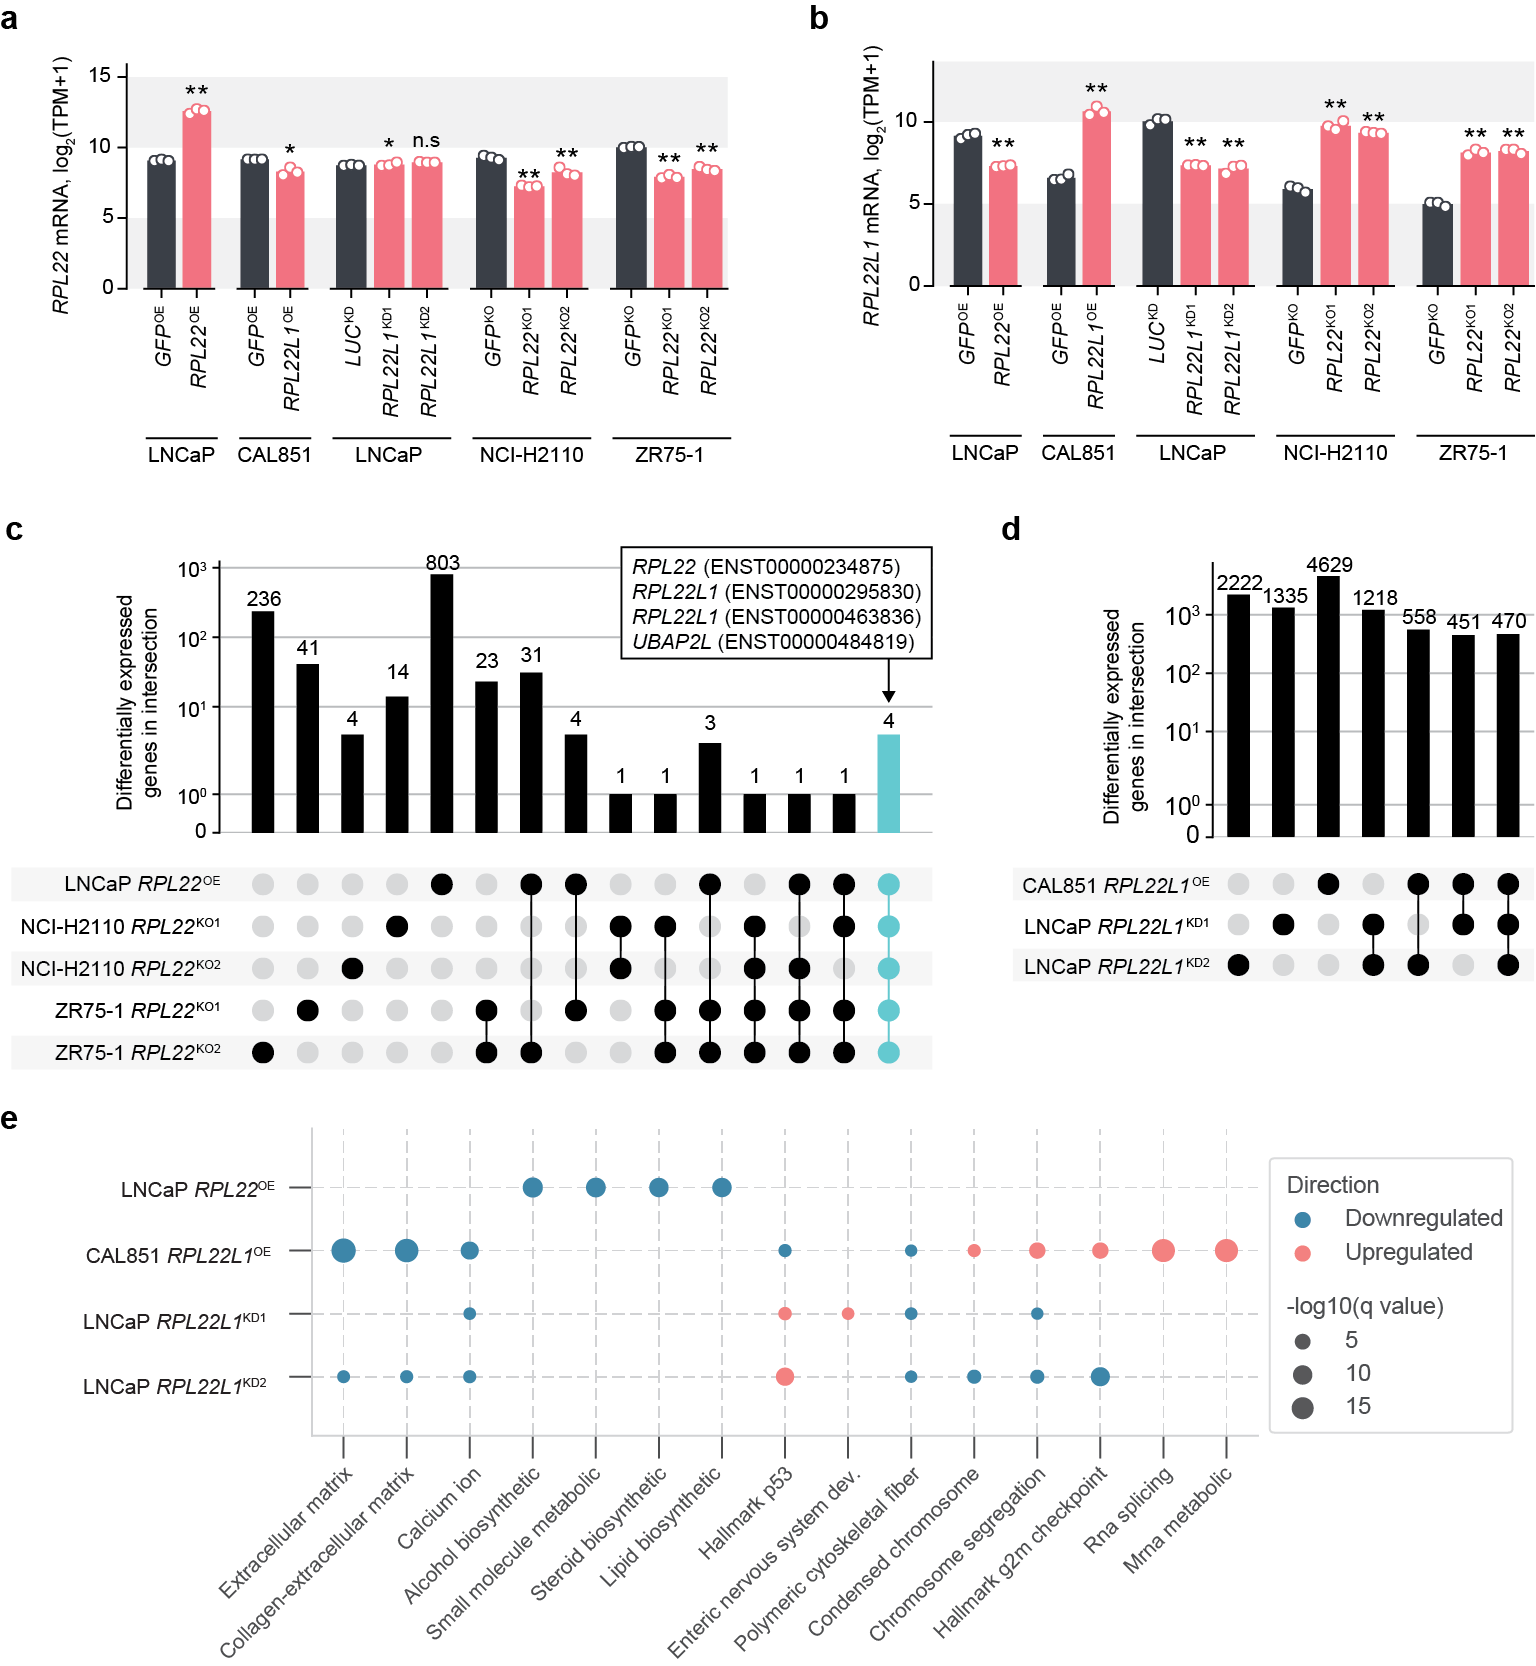 a
RPL22 mRNA, log2(TPM+1)
15
10
5
0
**
*
*
n.s
**
**
**
**
GFPOE
RPL22OE
GFPOE
RPL22L1OE
LUCKD
RPL22L1KD1
RPL22L1KD2
GFPKO
RPL22KO1
RPL22KO2
GFPKO
RPL22KO1
RPL22KO2
LNCaP
CAL851
LNCaP
NCI-H2110
ZR75-1
b
RPL22L1 mRNA, log2(TPM+1)
10
5
0
**
**
**
**
**
**
**
**
GFPOE
RPL22OE
GFPOE
RPL22L1OE
LUCKD
RPL22L1KD1
RPL22L1KD2
GFPKO
RPL22KO1
RPL22KO2
GFPKO
RPL22KO1
RPL22KO2
LNCaP
CAL851
LNCaP
NCI-H2110
ZR75-1
c
Differentially expressed
genes in intersection
10³
10²
10¹
10⁰
0
236
41
4
14
803
23
31
4
1
1
3
1
1
1
4
RPL22 (ENST00000234875)
RPL22L1 (ENST00000295830)
RPL22L1 (ENST00000463836)
UBAP2L (ENST00000484819)
LNCaP RPL22OE
NCI-H2110 RPL22KO1
NCI-H2110 RPL22KO2
ZR75-1 RPL22KO1
ZR75-1 RPL22KO2
d
Differentially expressed
genes in intersection
10³
10²
10¹
10⁰
0
2222
1335
4629
1218
558
451
470
CAL851 RPL22L1OE
LNCaP RPL22L1KD1
LNCaP RPL22L1KD2
e
LNCaP RPL22OE
CAL851 RPL22L1OE
LNCaP RPL22L1KD1
LNCaP RPL22L1KD2
Extracellular matrix
Collagen-extracellular matrix
Calcium ion
Alcohol biosynthetic
Small molecule metabolic
Steroid biosynthetic
Lipid biosynthetic
Hallmark p53
Enteric nervous system dev.
Polymeric cytoskeletal fiber
Condensed chromosome
Chromosome segregation
Hallmark g2m checkpoint
Rna splicing
Mrna metabolic
Direction
Downregulated
Upregulated
-log10(q value)
5
10
15